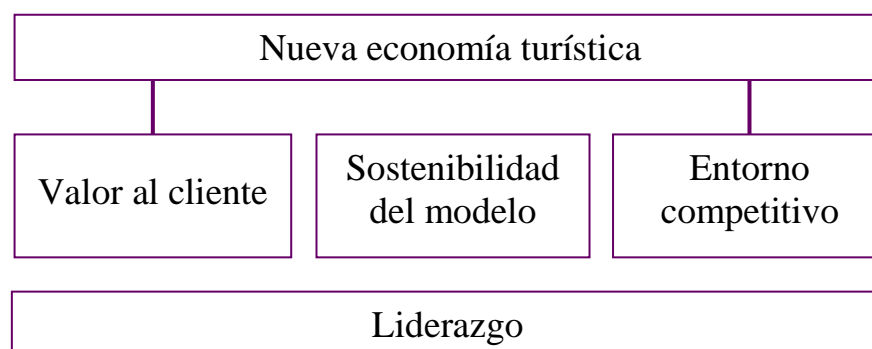 Nueva economía turística
Valor al cliente
Sostenibilidad
del modelo
Entorno
competitivo
Liderazgo